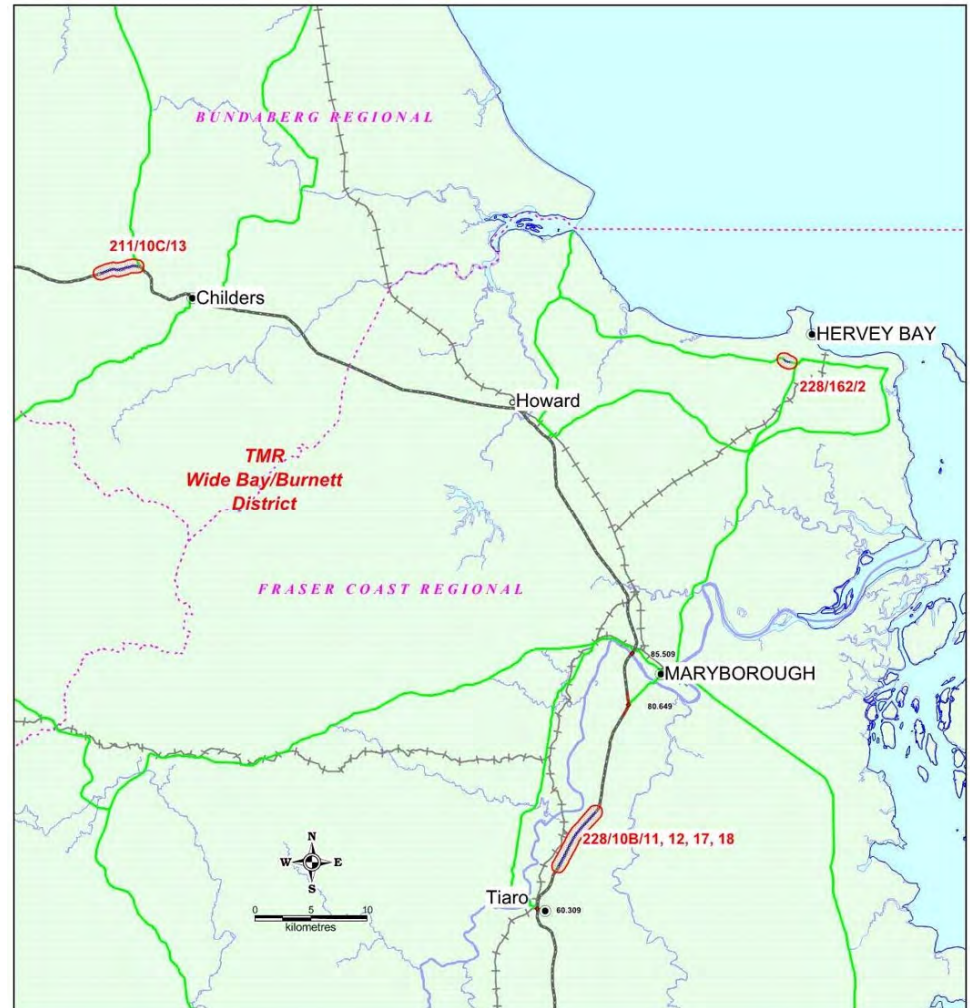 BUNDABERG REGIONAL
211/10C/13
Childers
HERVEY BAY
228/162/2
Howard
TMR
Wide Bay/Burnett
District
FRASER COAST REGIONAL
85.509
MARYBOROUGH
80.649
N
W E
S
228/10B/11, 12, 17, 18
Tiaro
60.309
0 5 10
kilometres